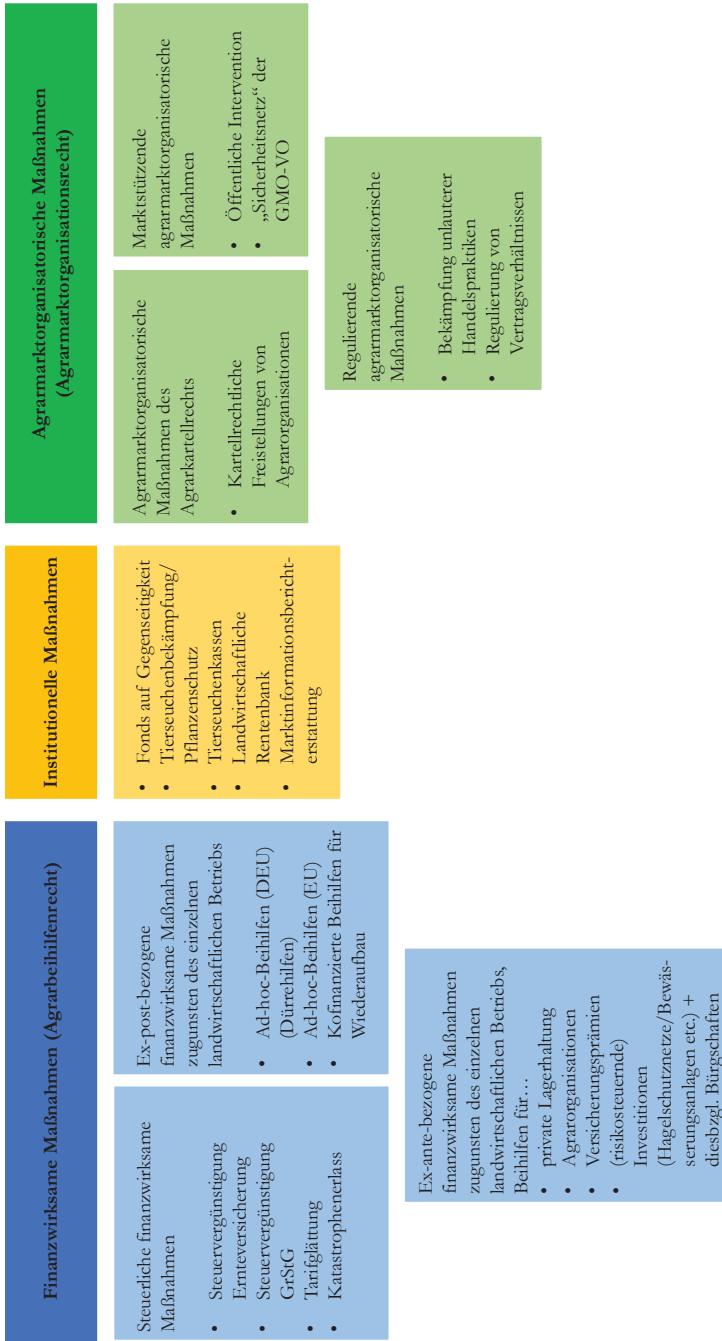 Finanzwirksame Maßnahmen (Agrarbeihilfenrecht)
Steuerliche finanzwirksame
Maßnahmen
• Steuervergünstigung
Ernteversicherung
• Steuervergünstigung
GrStG
• Tarifglättung
• Katastrophenerlass
Ex-post-bezogene
finanzwirksame Maßnahmen
zugunsten des einzelnen
landwirtschaftlichen Betriebs
• Ad-hoc-Beihilfen (DEU)
(Dürrehilfen)
• Ad-hoc-Beihilfen (EU)
• Kofinanzierte Beihilfen für
Wiederaufbau
Ex-ante-bezogene
finanzwirksame Maßnahmen
zugunsten des einzelnen
landwirtschaftlichen Betriebs,
Beihilfen für…
• private Lagerhaltung
• Agrarorganisationen
• Versicherungsprämien
• (risikosteuernde)
Investitionen
(Hagelschutznetze/Bewäs-
serungsanlagen etc.) +
diesbzgl. Bürgschaften
Institutionelle Maßnahmen
• Fonds auf Gegenseitigkeit
• Tierseuchenbekämpfung/
Pflanzenschutz
• Tierseuchenkassen
• Landwirtschaftliche
Rentenbank
• Marktinformationsbericht-
erstattung
Agrarmarktorganisatorische Maßnahmen
(Agrarmarktorganisationsrecht)
Agrarmarktorganisatorische
Maßnahmen des
Agrarkartellrechts
• Kartellrechtliche
Freistellungen von
Agrarorganisationen
Marktstützende
agrarmarktorganisatorische
Maßnahmen
• Öffentliche Intervention
• „Sicherheitsnetz“ der
GMO-VO
Regulierende
agrarmarktorganisatorische
Maßnahmen
• Bekämpfung unlauterer
Handelspraktiken
• Regulierung von
Vertragsverhältnissen